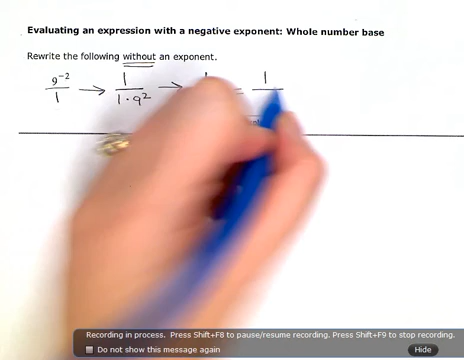 Evaluating an expression with a negative exponent: Whole number base
Rewrite the following without an exponent.
9⁻²/1 → 1/1·9² → = 1/
Recording in process. Press Shift+F8 to pause/resume recording. Press Shift+F9 to stop recording.
Do not show this message again Hide